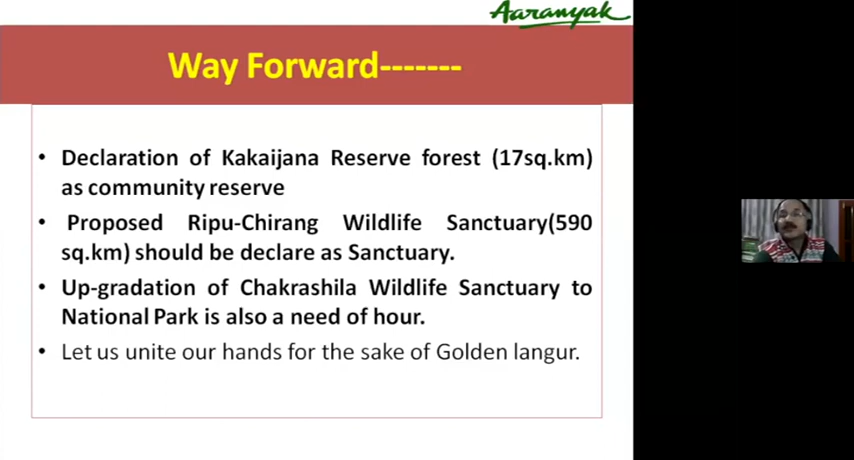 Aaranyak
Way Forward-------
• Declaration of Kakaijana Reserve forest (17sq.km)
as community reserve
• Proposed Ripu-Chirang Wildlife Sanctuary(590
sq.km) should be declare as Sanctuary.
• Up-gradation of Chakrashila Wildlife Sanctuary to
National Park is also a need of hour.
• Let us unite our hands for the sake of Golden langur.